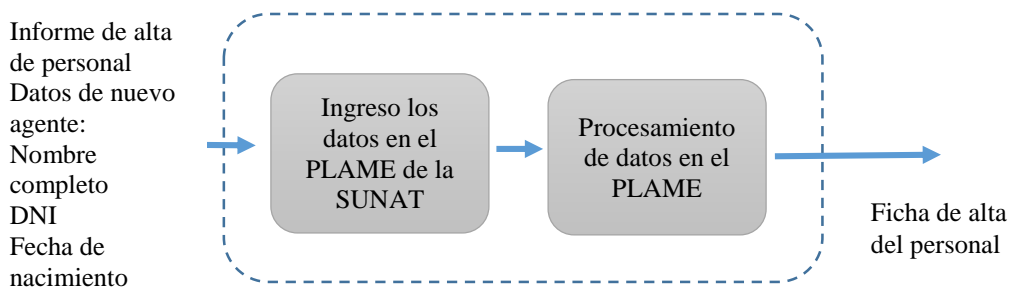 Informe de alta
de personal
Datos de nuevo
agente:
Nombre
completo
DNI
Fecha de
nacimiento
Ingreso los
datos en el
PLAME de la
SUNAT
Procesamiento
de datos en el
PLAME
Ficha de alta
del personal